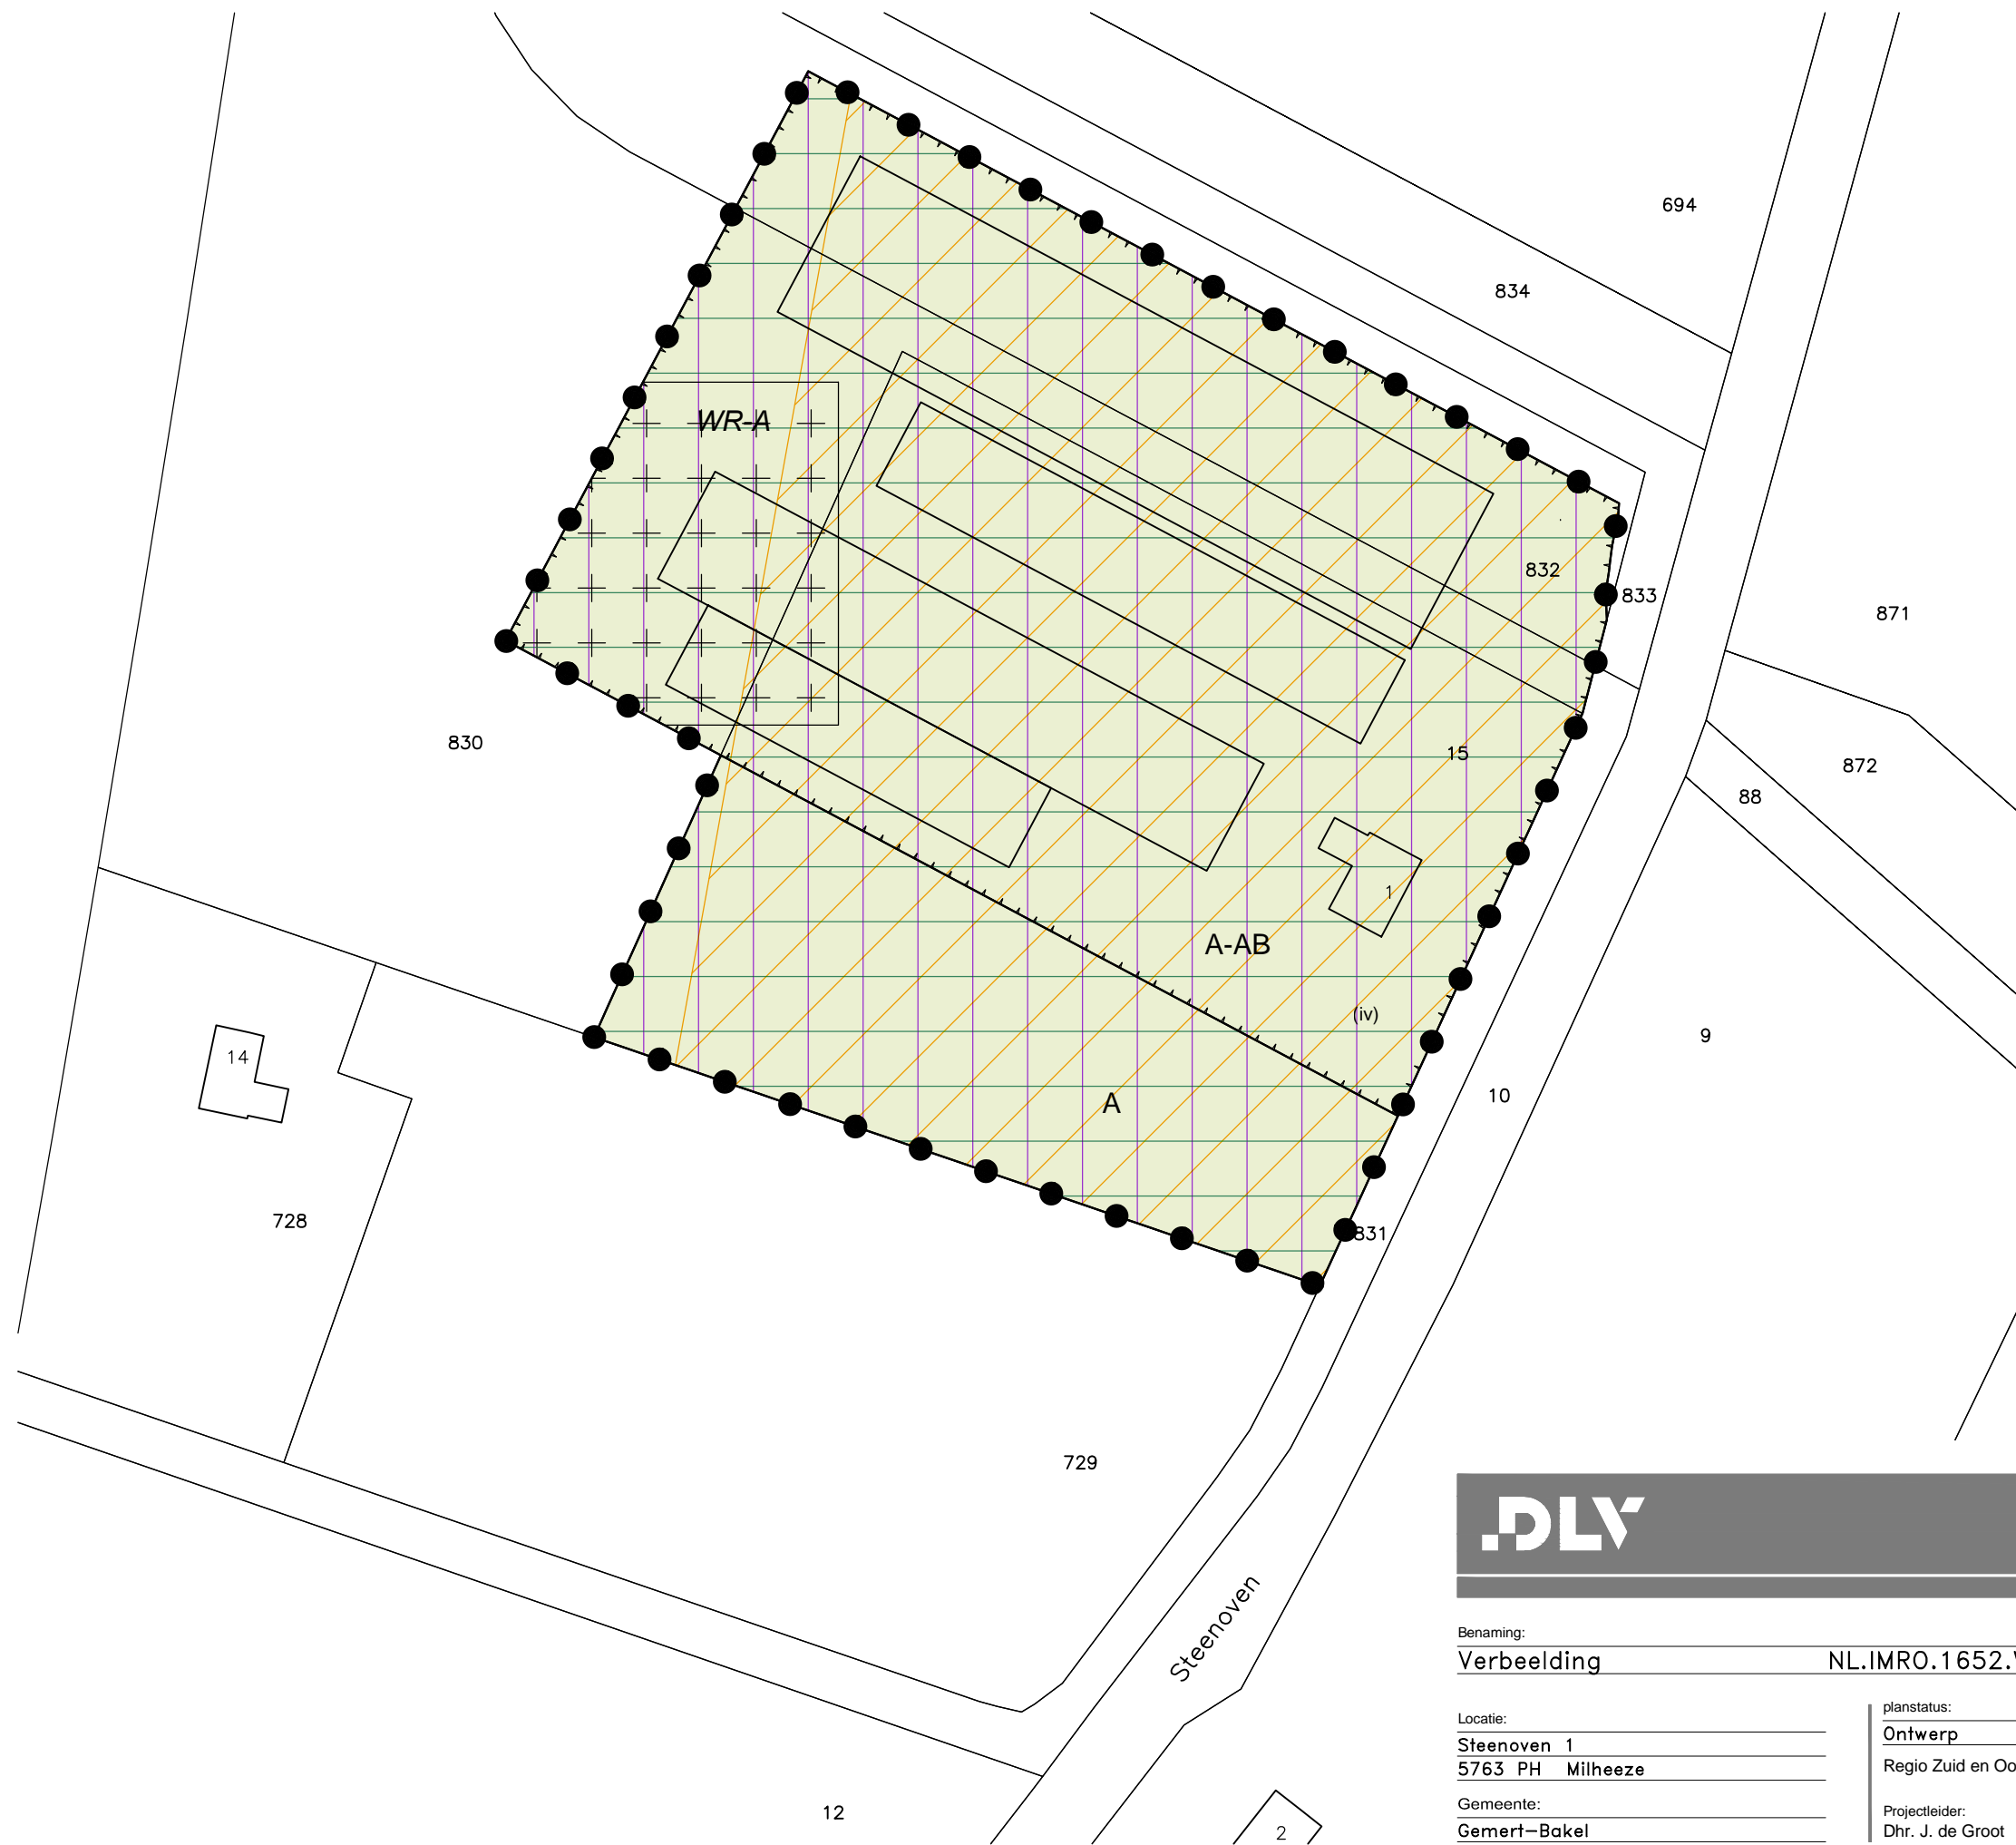 694
834
WR-A
832
833
871
830
15
872
88
1
A-AB
(iv)
9
14
10
A
728
831
729
DLV
Steenoven
Benaming:
Verbeelding NL.IMRO.1652.
planstatus:
Locatie:
Ontwerp
Steenoven 1
Regio Zuid en
5763 PH Milheeze
Gemeente:
Projectleider:
12
2
Gemert-Bakel
Dhr. J. de Groot